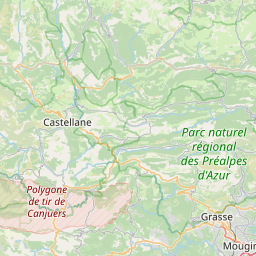 Castellane
Parc naturel
régional
des Préalpes
d'Azur
Polygone
de tir de
Canjuers
Grasse
Mougin